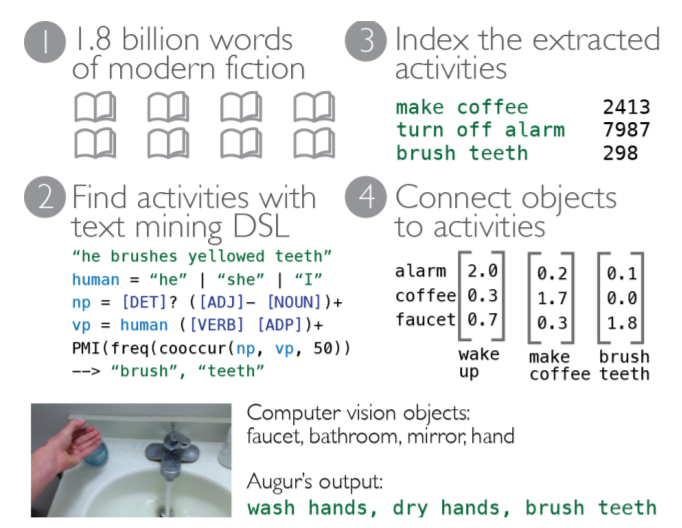 1 1.8 billion words
of modern fiction
2 Find activities with
text mining DSL
“he brushes yellowed teeth”
human = “he” | “she” | “I”
np = [DET]? ([ADJ]- [NOUN])+
vp = human ([VERB] [ADP])+
PMI(freq(cooccur(np, vp, 50))
--> “brush”, “teeth”
3 Index the extracted
activities
make coffee 2413
turn off alarm 7987
brush teeth 298
4 Connect objects
to activities
alarm 2.0 0.2 0.1
coffee 0.3 1.7 0.0
faucet 0.7 0.3 1.8
wake make brush
up coffee teeth
Computer vision objects:
faucet, bathroom, mirror, hand
Augur’s output:
wash hands, dry hands, brush teeth